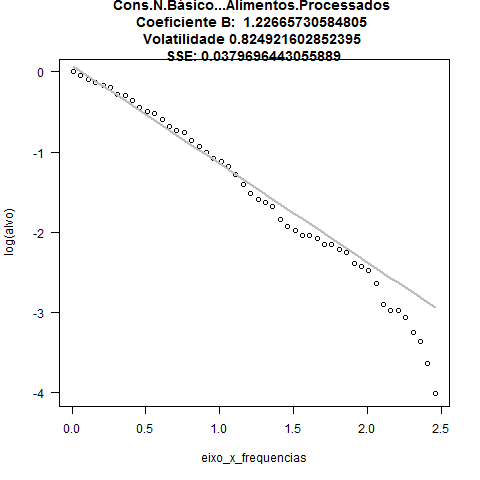 Cons.N.Básico...Alimentos.Processados
Coeficiente B:  1.22665730584805
Volatilidade 0.824921602852395
SSE: 0.0379696443055889
log(alvo)
0
-1
-2
-3
-4
0.0 0.5 1.0 1.5 2.0 2.5
eixo_x_frequencias